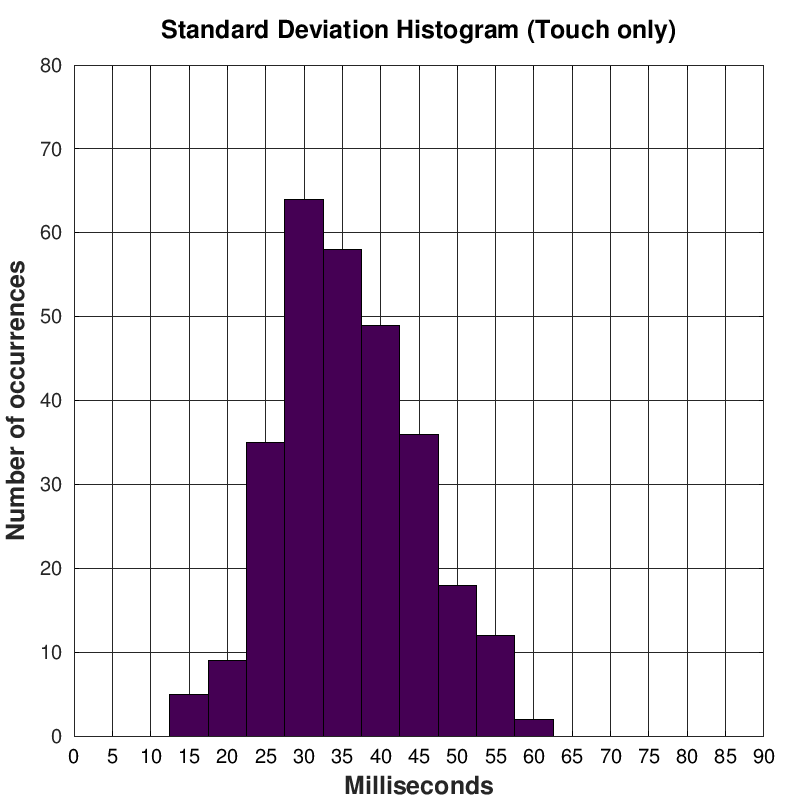 Standard Deviation Histogram (Touch only)
80
70
60
50
40
30
20
10
0
Number of occurrences
0 5 10 15 20 25 30 35 40 45 50 55 60 65 70 75 80 85 90
Milliseconds